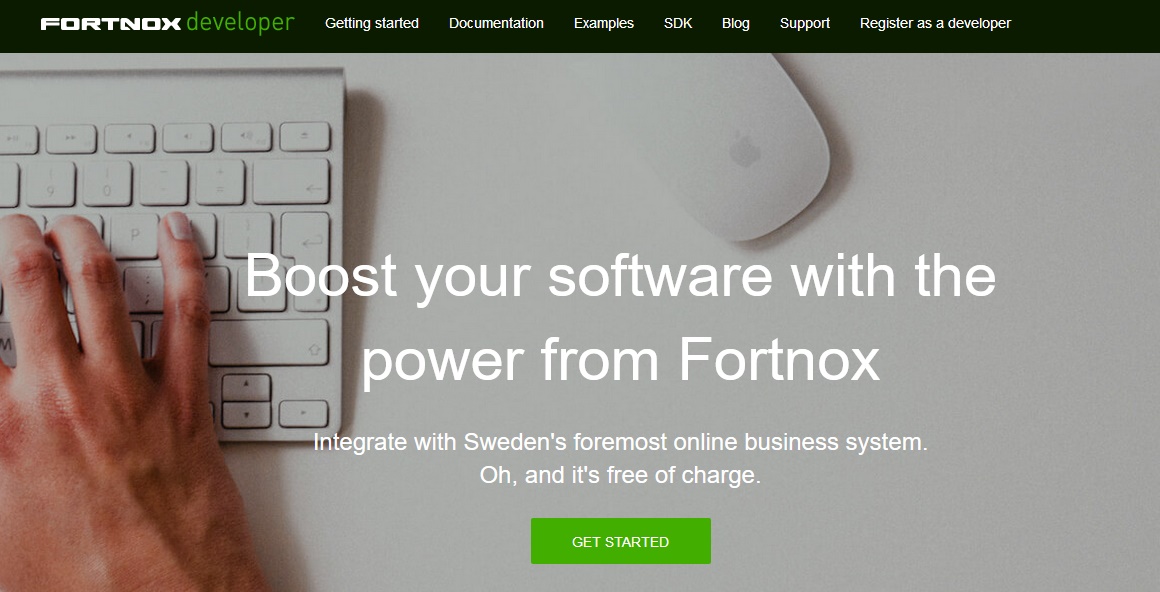 FORTNOX developer
Getting started
Documentation
Examples
SDK
Blog
Support
Register as a developer
Boost your software with the
power from Fortnox
Integrate with Sweden's foremost online business system.
Oh, and it's free of charge.
GET STARTED